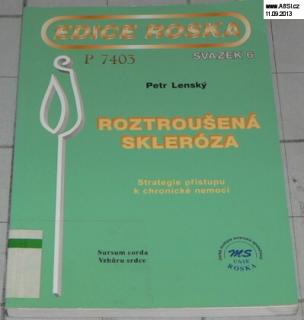 www.ABSI.cz
11.09.2013
EDICE ROSKA
P 7403
SVAZEK 6
Petr Lenský
ROZTROUŠENÁ
SKLERÓZA
Strategie přístupu
k chronické nemoci
Sursum corda
Vzhůru srdce
MS
UNIE
ROSKA